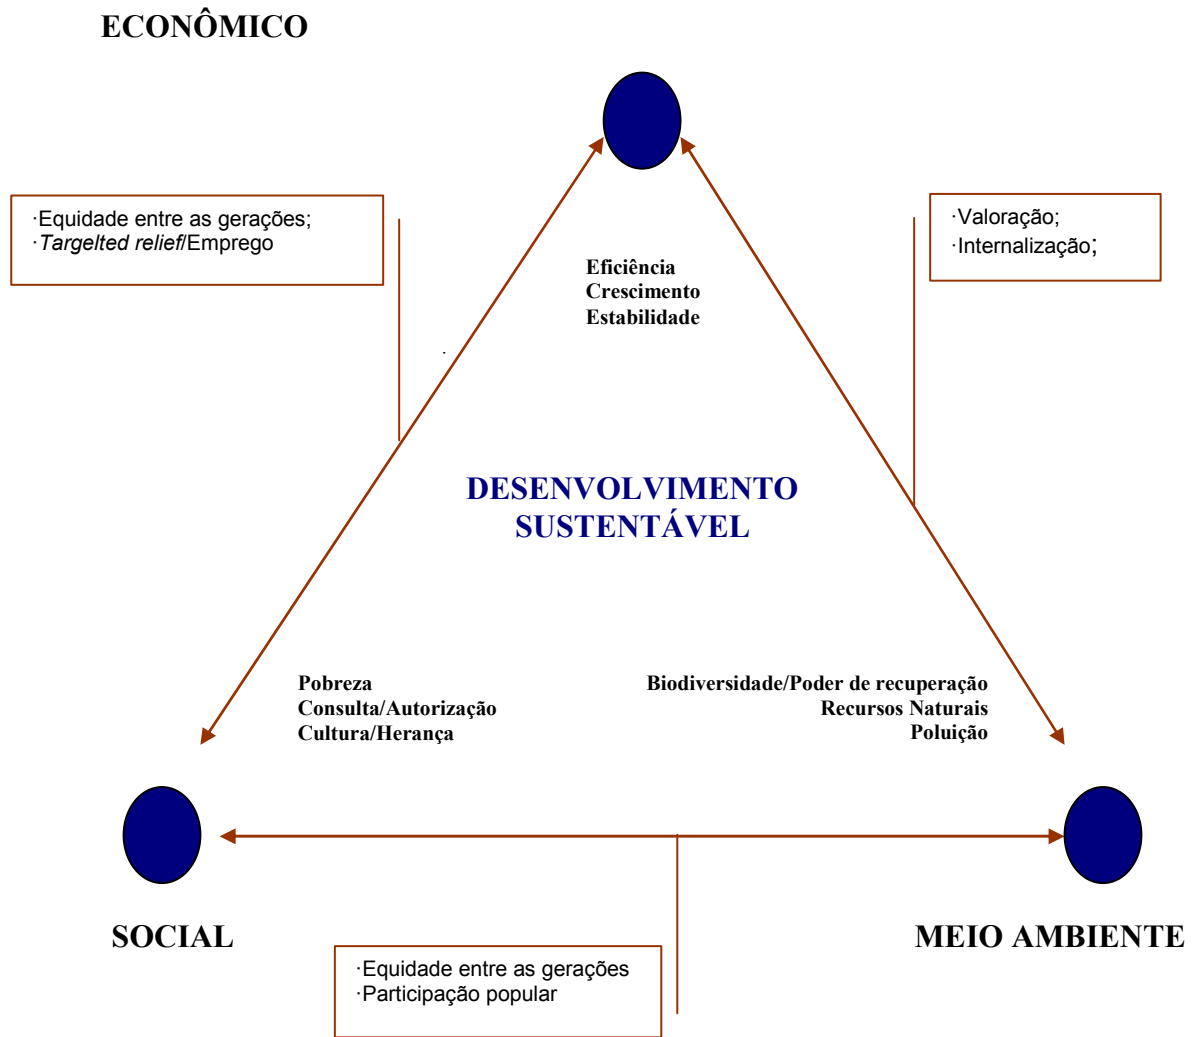 ECONÔMICO
·Equidade entre as gerações;
·Targelted relief/Emprego
·Valoração;
·Internalização;
Eficiência
Crescimento
Estabilidade
DESENVOLVIMENTO
SUSTENTÁVEL
Pobreza
Consulta/Autorização
Cultura/Herança
Biodiversidade/Poder de recuperação
Recursos Naturais
Poluição
SOCIAL
MEIO AMBIENTE
·Equidade entre as gerações
·Participação popular